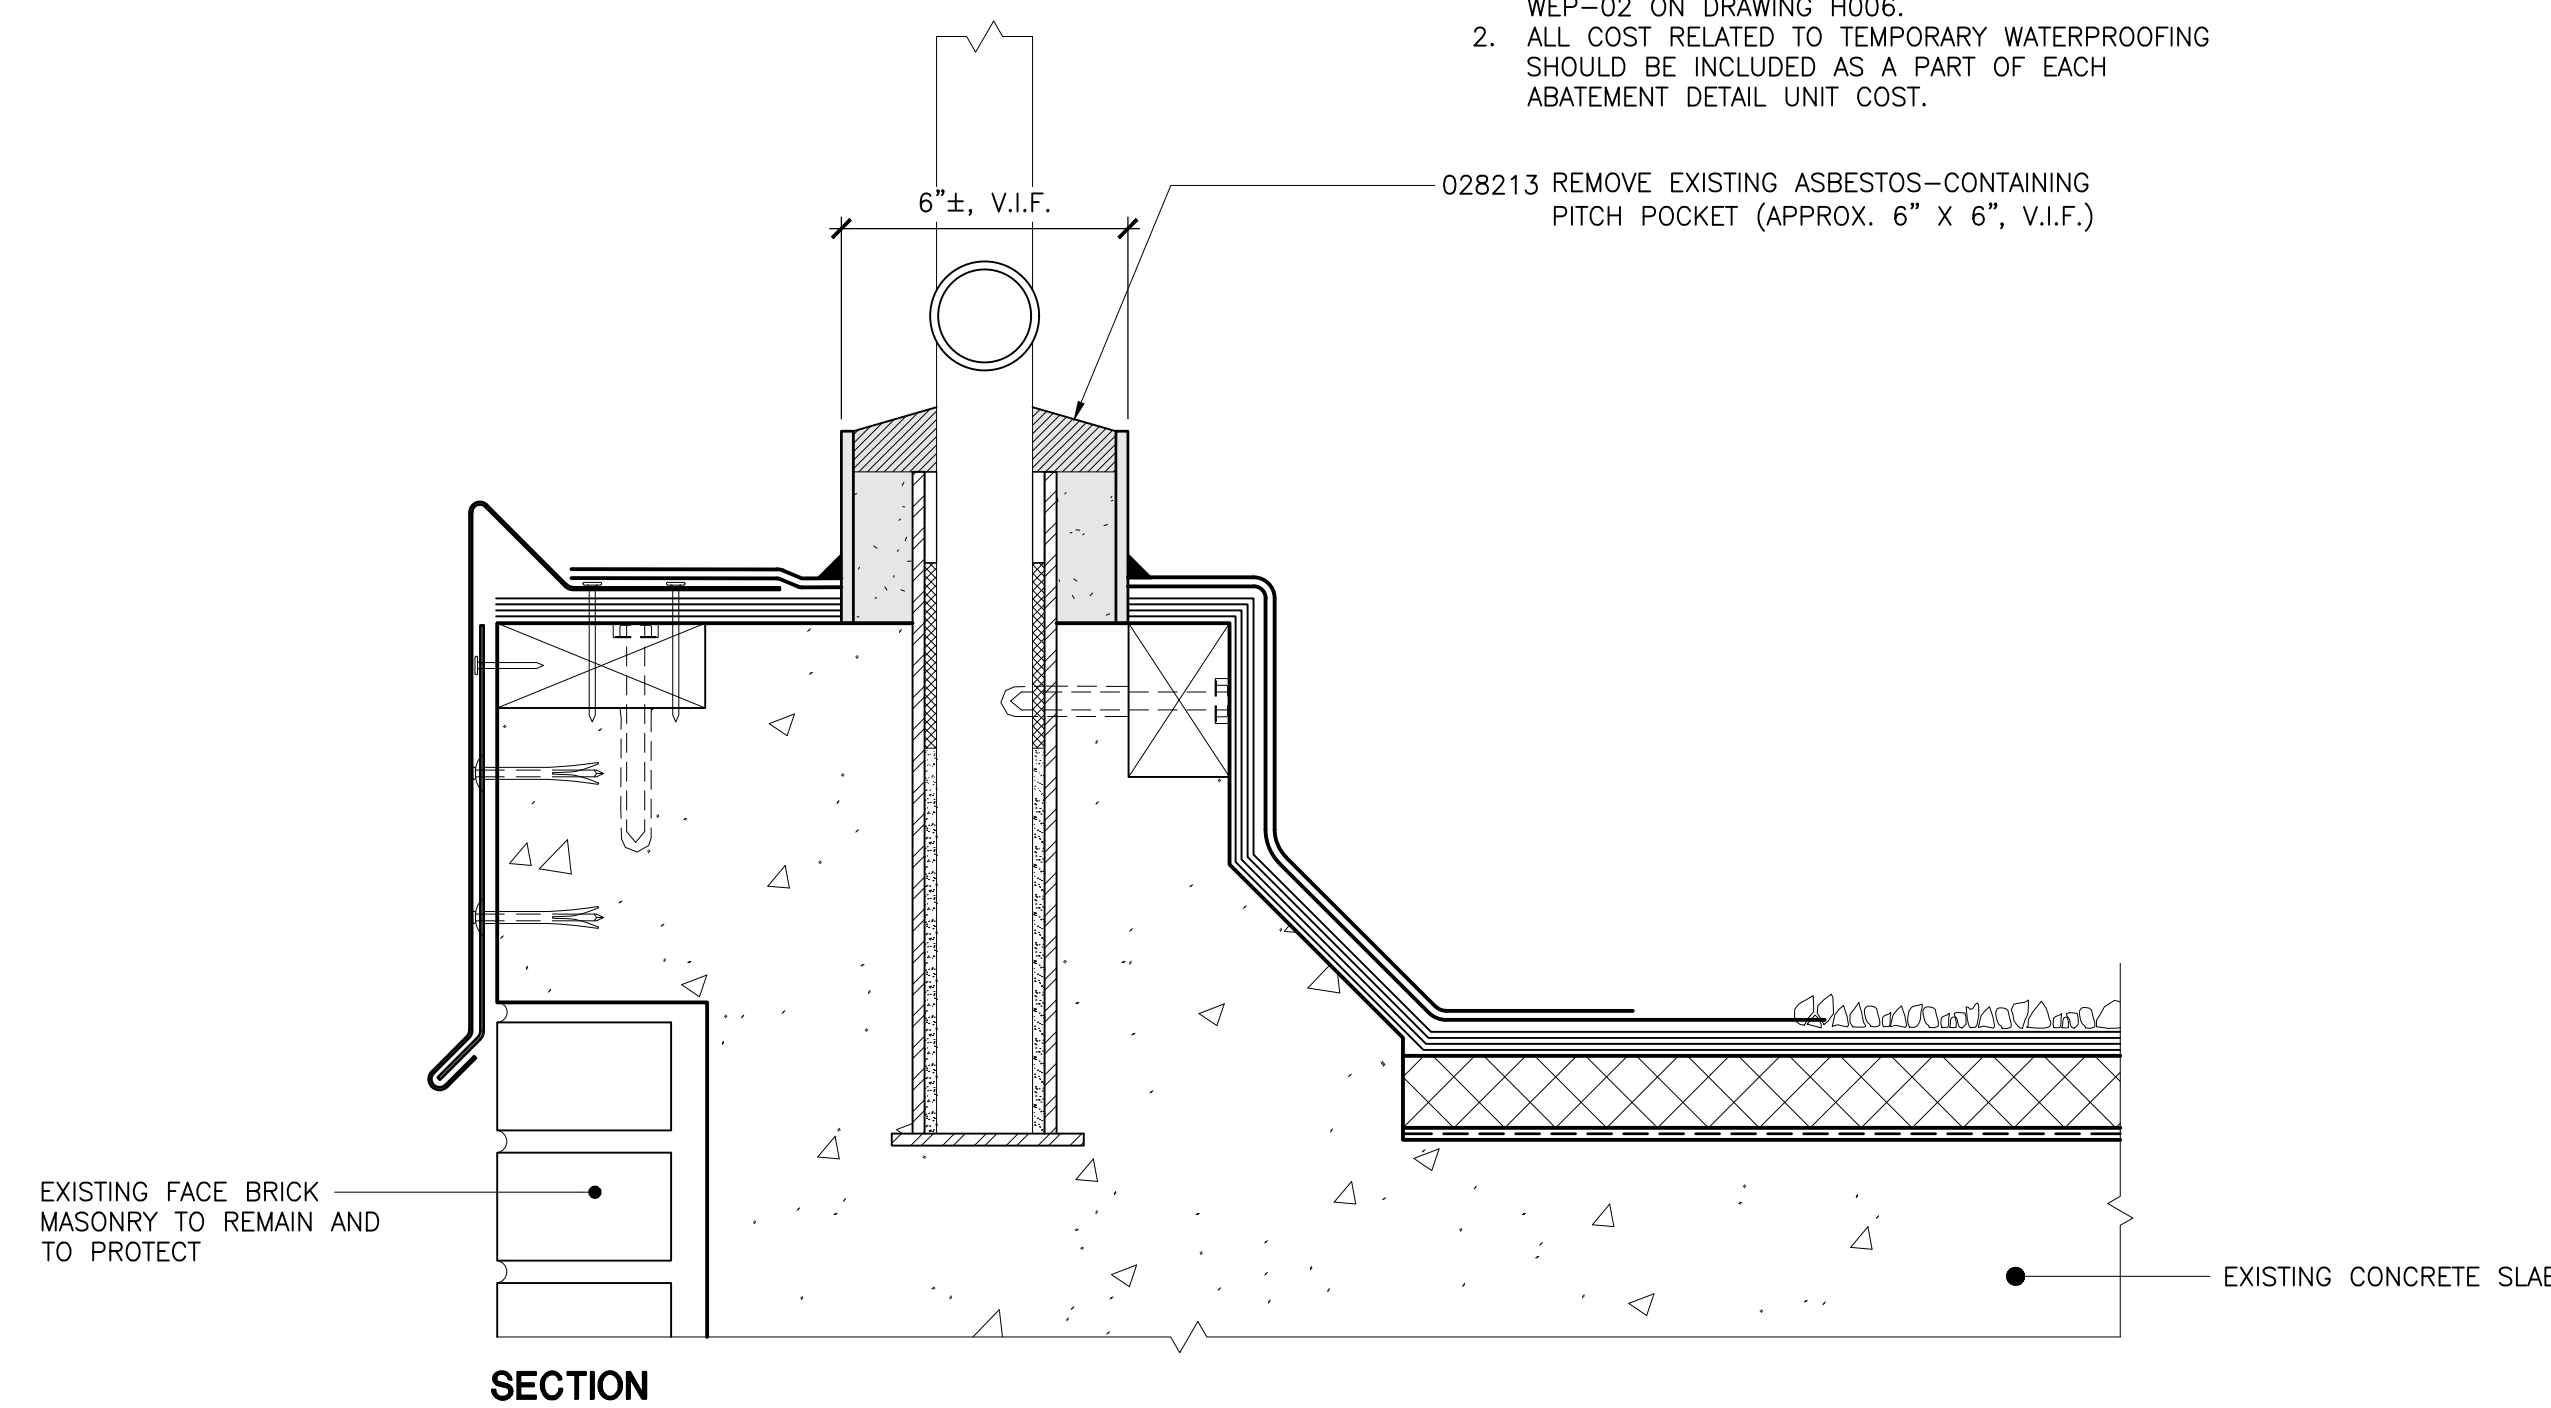 WEP-02 ON DRAWING H006.
2. ALL COST RELATED TO TEMPORARY WATERPROOFING
SHOULD BE INCLUDED AS A PART OF EACH
ABATEMENT DETAIL UNIT COST.
028213 REMOVE EXISTING ASBESTOS-CONTAINING
PITCH POCKET (APPROX. 6" X 6", V.I.F.)
6"±, V.I.F.
EXISTING FACE BRICK
MASONRY TO REMAIN AND
TO PROTECT
EXISTING CONCRETE SLAB
SECTION